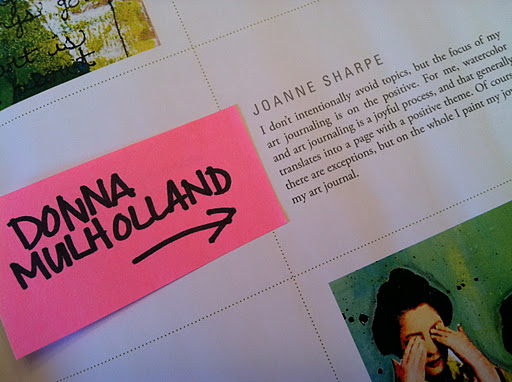 DONNA
MULHOLLAND
JOANNE SHARPE
I don't intentionally avoid topics, but the focus of my
art journaling is on the positive. For me, watercolor
and art journaling is a joyful process, and that generally
translates into a page with a positive theme. Of cours
there are exceptions, but on the whole I paint my jo
my art journal.